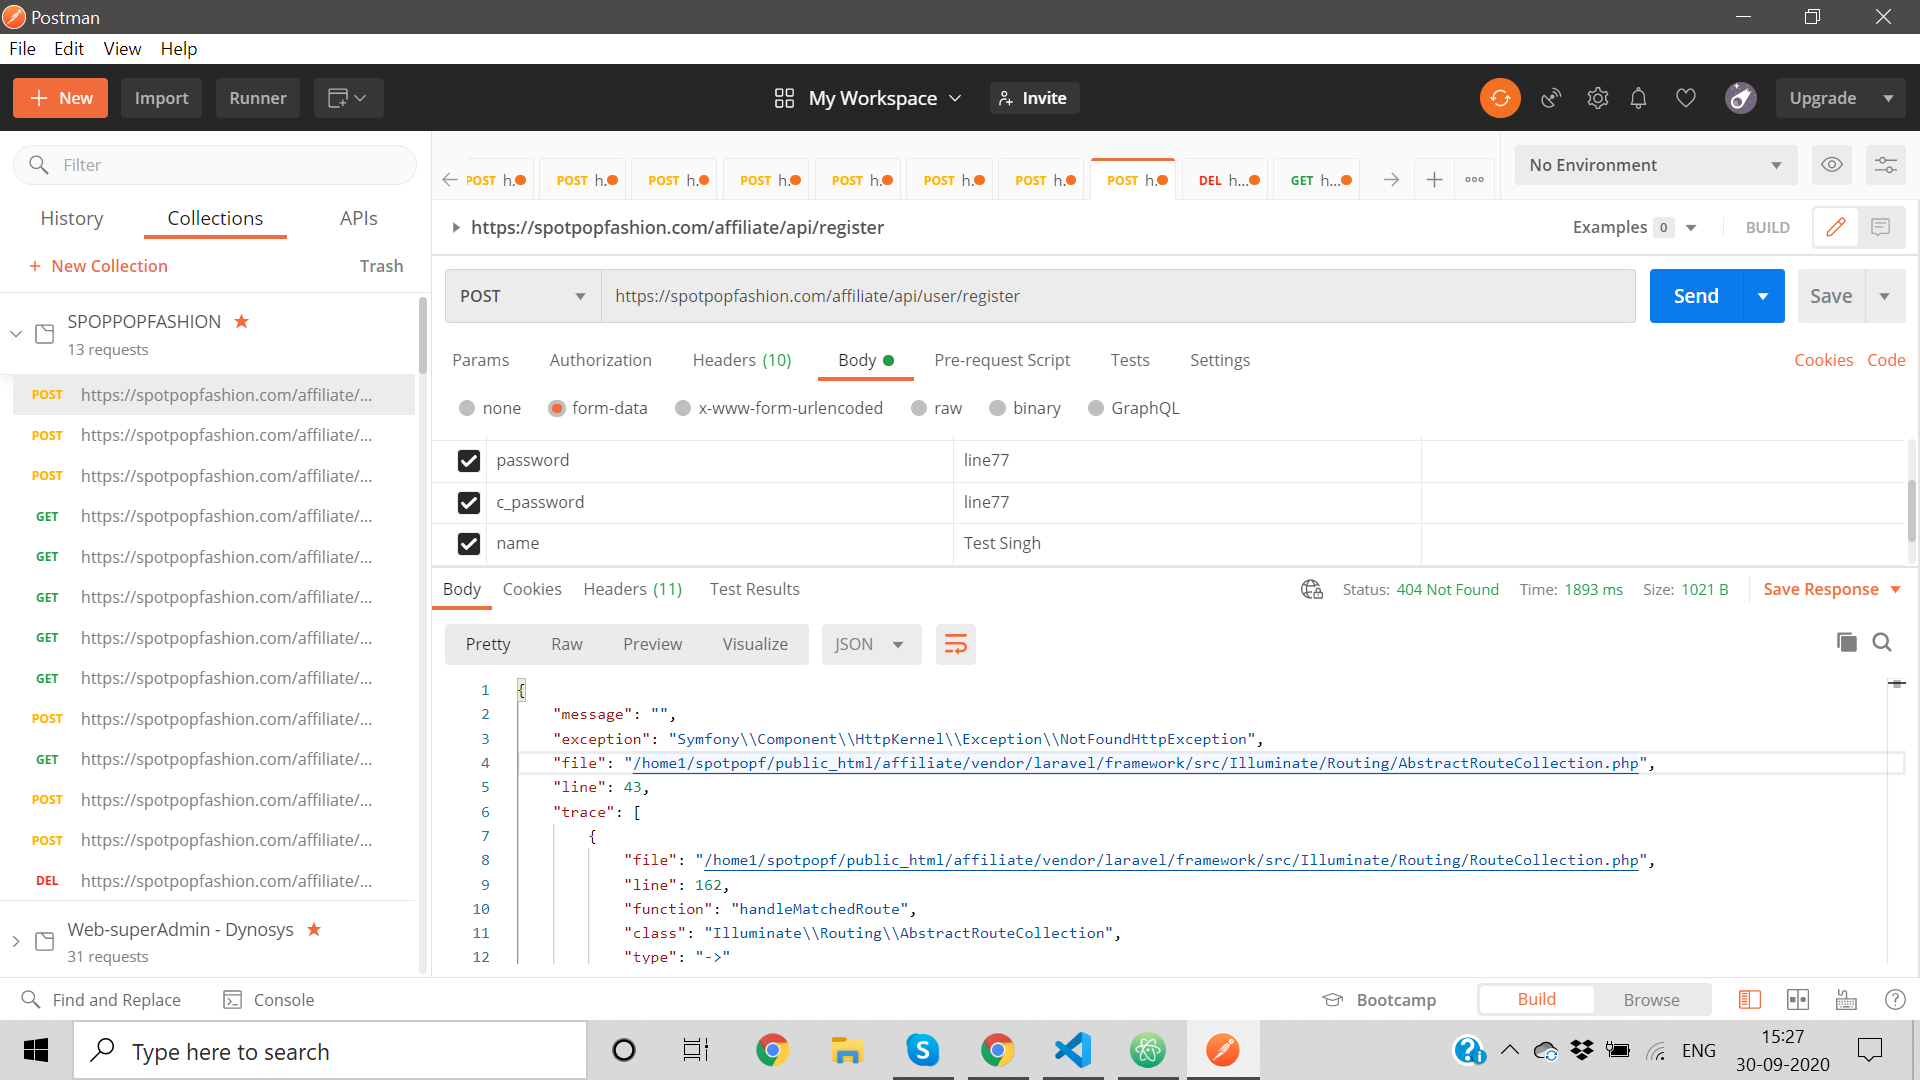 Postman
File Edit View Help
New Import Runner My Workspace Invite Upgrade
Filter
History Collections APIs
+ New Collection Trash
SPOPPOPFASHION
13 requests
POST https://spotpopfashion.com/affiliate/...
POST https://spotpopfashion.com/affiliate/...
POST https://spotpopfashion.com/affiliate/...
GET https://spotpopfashion.com/affiliate/...
GET https://spotpopfashion.com/affiliate/...
GET https://spotpopfashion.com/affiliate/...
GET https://spotpopfashion.com/affiliate/...
GET https://spotpopfashion.com/affiliate/...
POST https://spotpopfashion.com/affiliate/...
GET https://spotpopfashion.com/affiliate/...
POST https://spotpopfashion.com/affiliate/...
POST https://spotpopfashion.com/affiliate/...
DEL https://spotpopfashion.com/affiliate/...
Web-superAdmin - Dynosys
31 requests
POST h. POST h. POST h. POST h. POST h. POST h. POST h. POST h. DEL h... GET h... No Environment
https://spotpopfashion.com/affiliate/api/register Examples 0 BUILD
POST https://spotpopfashion.com/affiliate/api/user/register Send Save
Params Authorization Headers (10) Body Pre-request Script Tests Settings Cookies Code
none form-data x-www-form-urlencoded raw binary GraphQL
password line77
c_password line77
name Test Singh
Body Cookies Headers (11) Test Results Status: 404 Not Found Time: 1893 ms Size: 1021 B Save Response
Pretty Raw Preview Visualize JSON
1 {
2 "message": "",
3 "exception": "Symfony\\Component\\HttpKernel\\Exception\\NotFoundHttpException",
4 "file": "/home1/spotpopf/public_html/affiliate/vendor/laravel/framework/src/Illuminate/Routing/AbstractRouteCollection.php",
5 "line": 43,
6 "trace": [
7 {
8 "file": "/home1/spotpopf/public_html/affiliate/vendor/laravel/framework/src/Illuminate/Routing/RouteCollection.php",
9 "line": 162,
10 "function": "handleMatchedRoute",
11 "class": "Illuminate\\Routing\\AbstractRouteCollection",
12 "type": "->"
Find and Replace Console Bootcamp Build Browse
Type here to search ENG 15:27
30-09-2020